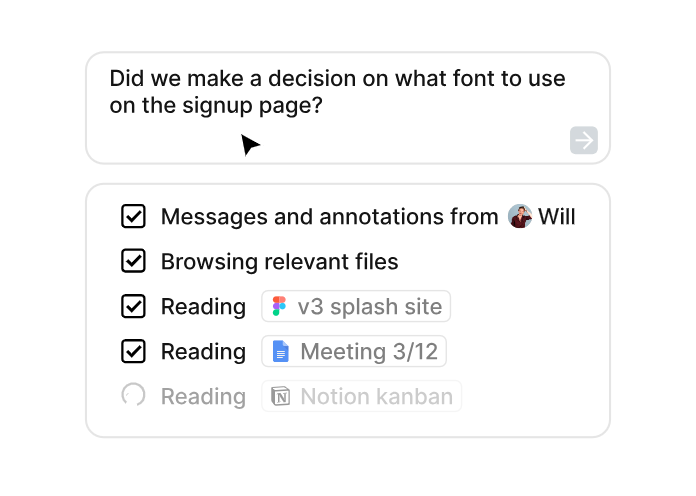 Did we make a decision on what font to use
on the signup page?
Messages and annotations from Will
Browsing relevant files
Reading v3 splash site
Reading Meeting 3/12
Reading Notion kanban